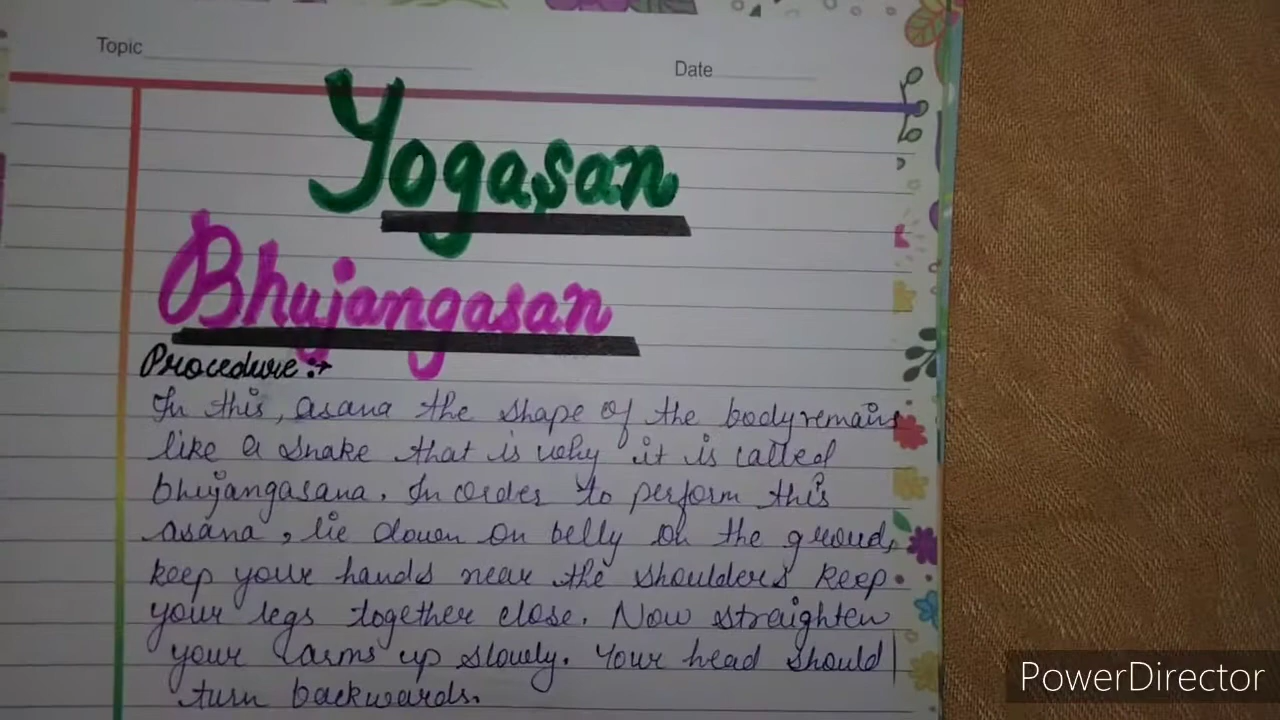 Topic
Date
Yogasan
Bhujangasan
Procedure:→
In this, asana the shape of the body remains
like a snake that is why it is called
bhujangasana. In order to perform this
asana, lie down on belly on the groud,
keep your hands near the shoulders keep
your legs together close. Now straighten
your arms up slowly. Your head should
turn backwards.
PowerDirector